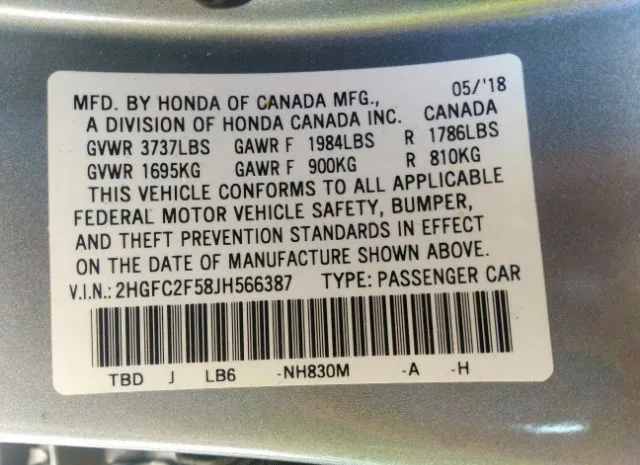 MFD. BY HONDA OF CANADA MFG., 05/'18
A DIVISION OF HONDA CANADA INC. CANADA
GVWR 3737LBS GAWR F 1984LBS R 1786LBS
GVWR 1695KG GAWR F 900KG R 810KG
THIS VEHICLE CONFORMS TO ALL APPLICABLE
FEDERAL MOTOR VEHICLE SAFETY, BUMPER,
AND THEFT PREVENTION STANDARDS IN EFFECT
ON THE DATE OF MANUFACTURE SHOWN ABOVE.
V.I.N.: 2HGFC2F58JH566387 TYPE: PASSENGER CAR
TBD J LB6 -NH830M -A -H